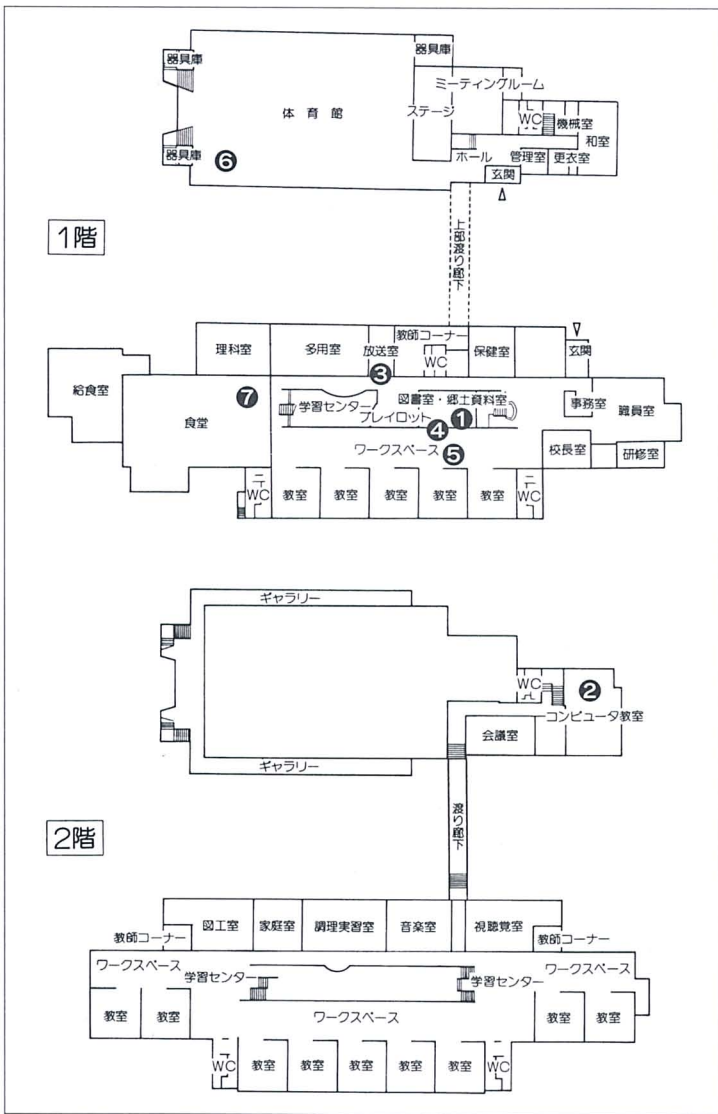 器具庫
器具庫
ミーティングルーム
体育館
ステージ
WC
機械室
和室
器具庫
❻
ホール
管理室
更衣室
玄関
1階
上部渡り廊下
教師コーナー
理科室
多用室
放送室
WC
保健室
玄関
給食室
❸
❼
食堂
学習センター
図書室・郷土資料室
プレイロット
❶
事務室
職員室
❹
ワークスペース
❺
校長室
研修室
WC
教室
教室
教室
教室
教室
WC
ギャラリー
WC
❷
コンピュータ教室
会議室
ギャラリー
2階
渡り廊下
図工室
家庭室
調理実習室
音楽室
視聴覚室
教師コーナー
教師コーナー
ワークスペース
学習センター
学習センター
ワークスペース
教室
教室
ワークスペース
教室
教室
WC
教室
教室
教室
教室
教室
WC